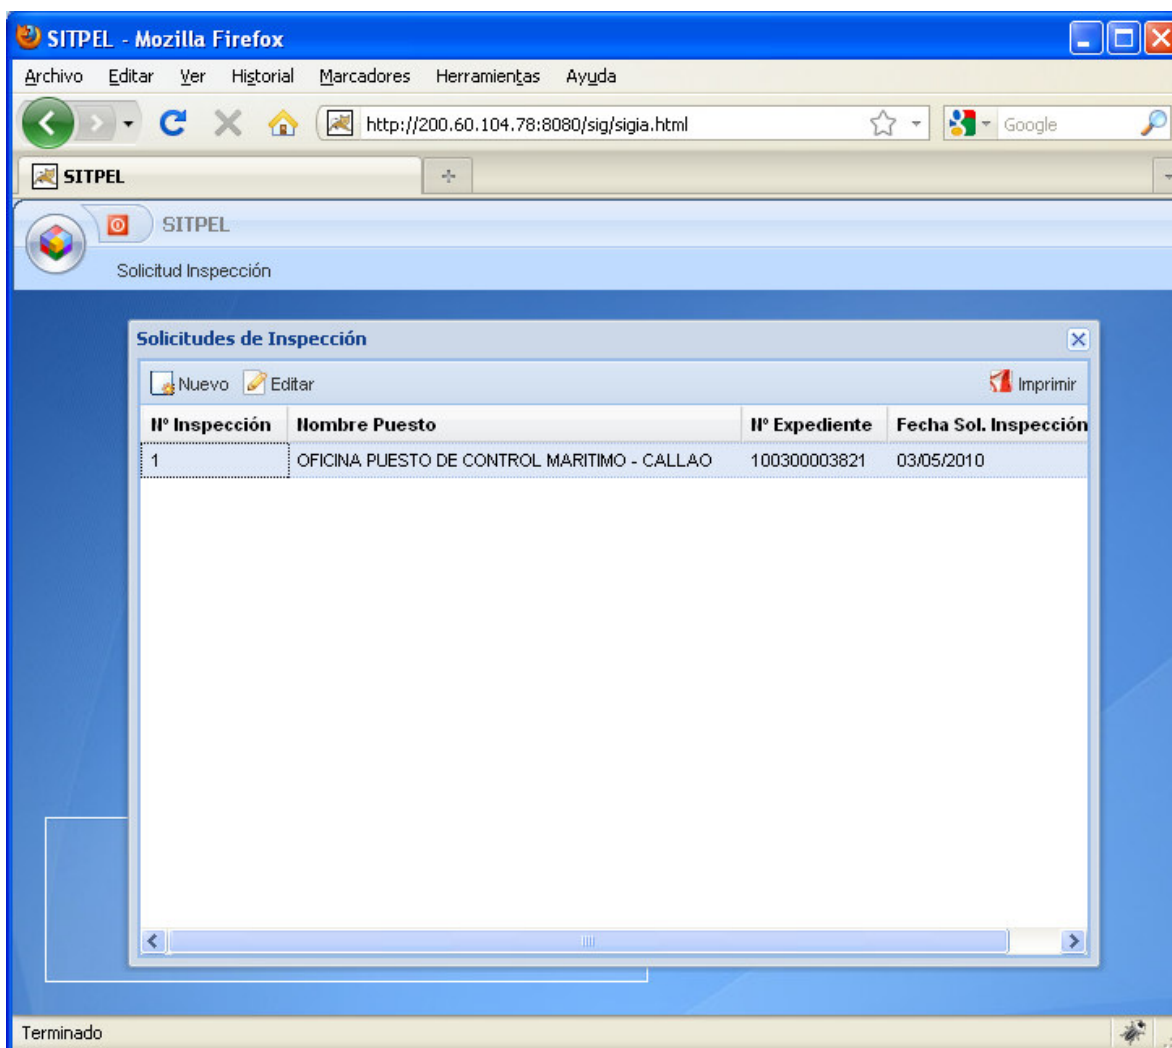 SITPEL - Mozilla Firefox
Archivo Editar Ver Historial Marcadores Herramientas Ayuda
http://200.60.104.78:8080/sig/sigia.html Google
SITPEL
SITPEL
Solicitud Inspección
Solicitudes de Inspección
Nuevo Editar Imprimir
Nº Inspección Nombre Puesto Nº Expediente Fecha Sol. Inspección
1 OFICINA PUESTO DE CONTROL MARITIMO - CALLAO 100300003821 03/05/2010
Terminado